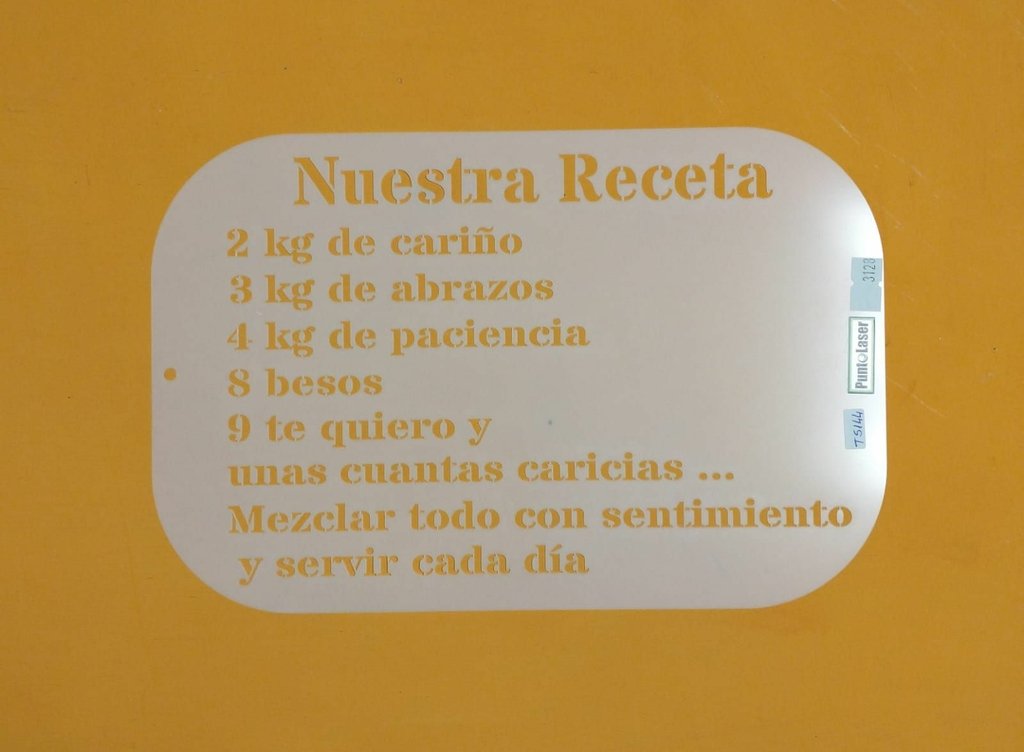 Nuestra Receta
2 kg de cariño
3 kg de abrazos
4 kg de paciencia
8 besos
9 te quiero y
unas cuantas caricias ...
Mezclar todo con sentimiento
y servir cada día
3123
PuntoLaser
T5144